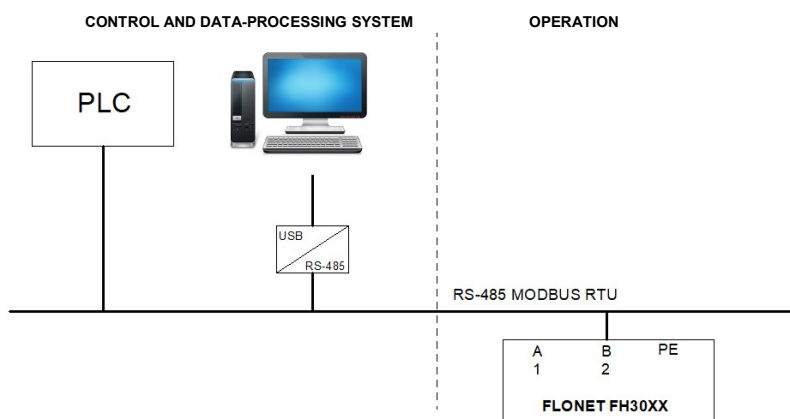 CONTROL AND DATA-PROCESSING SYSTEM
OPERATION
PLC
USB
RS-485
RS-485 MODBUS RTU
A B PE
1 2
FLONET FH30XX